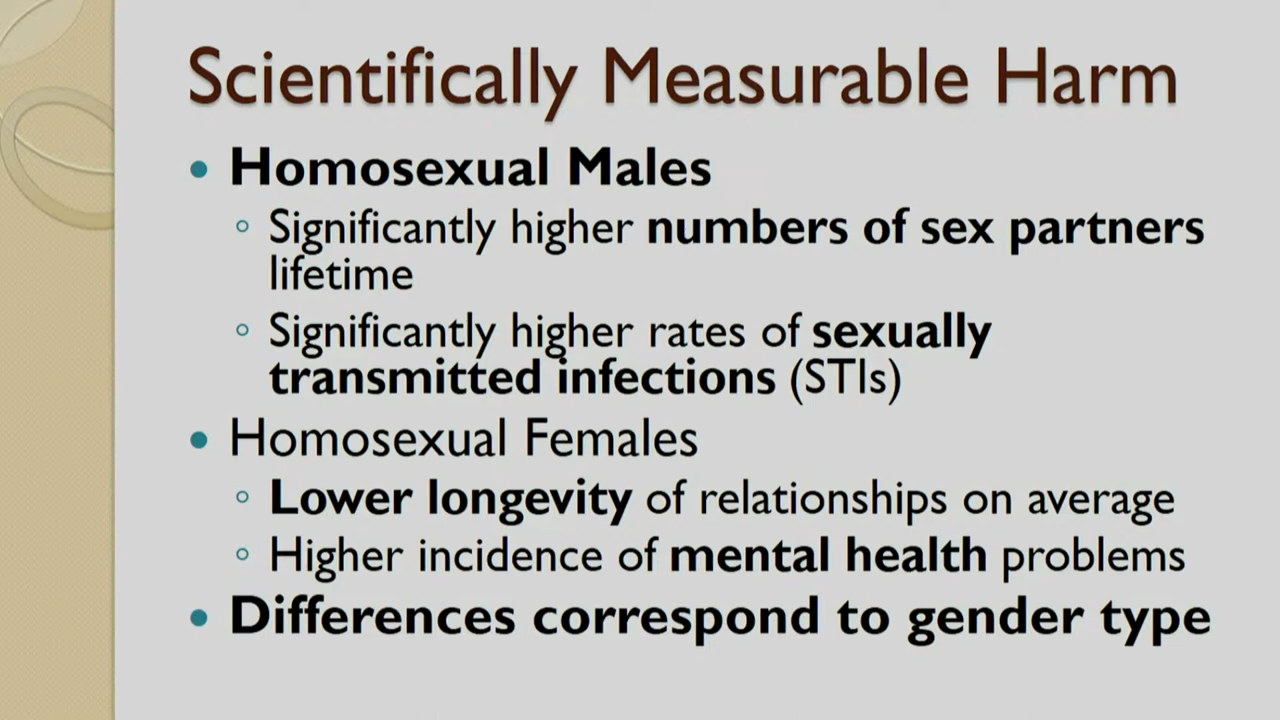 Scientifically Measurable Harm
• Homosexual Males
◦ Significantly higher numbers of sex partners
lifetime
◦ Significantly higher rates of sexually
transmitted infections (STIs)
• Homosexual Females
◦ Lower longevity of relationships on average
◦ Higher incidence of mental health problems
• Differences correspond to gender type